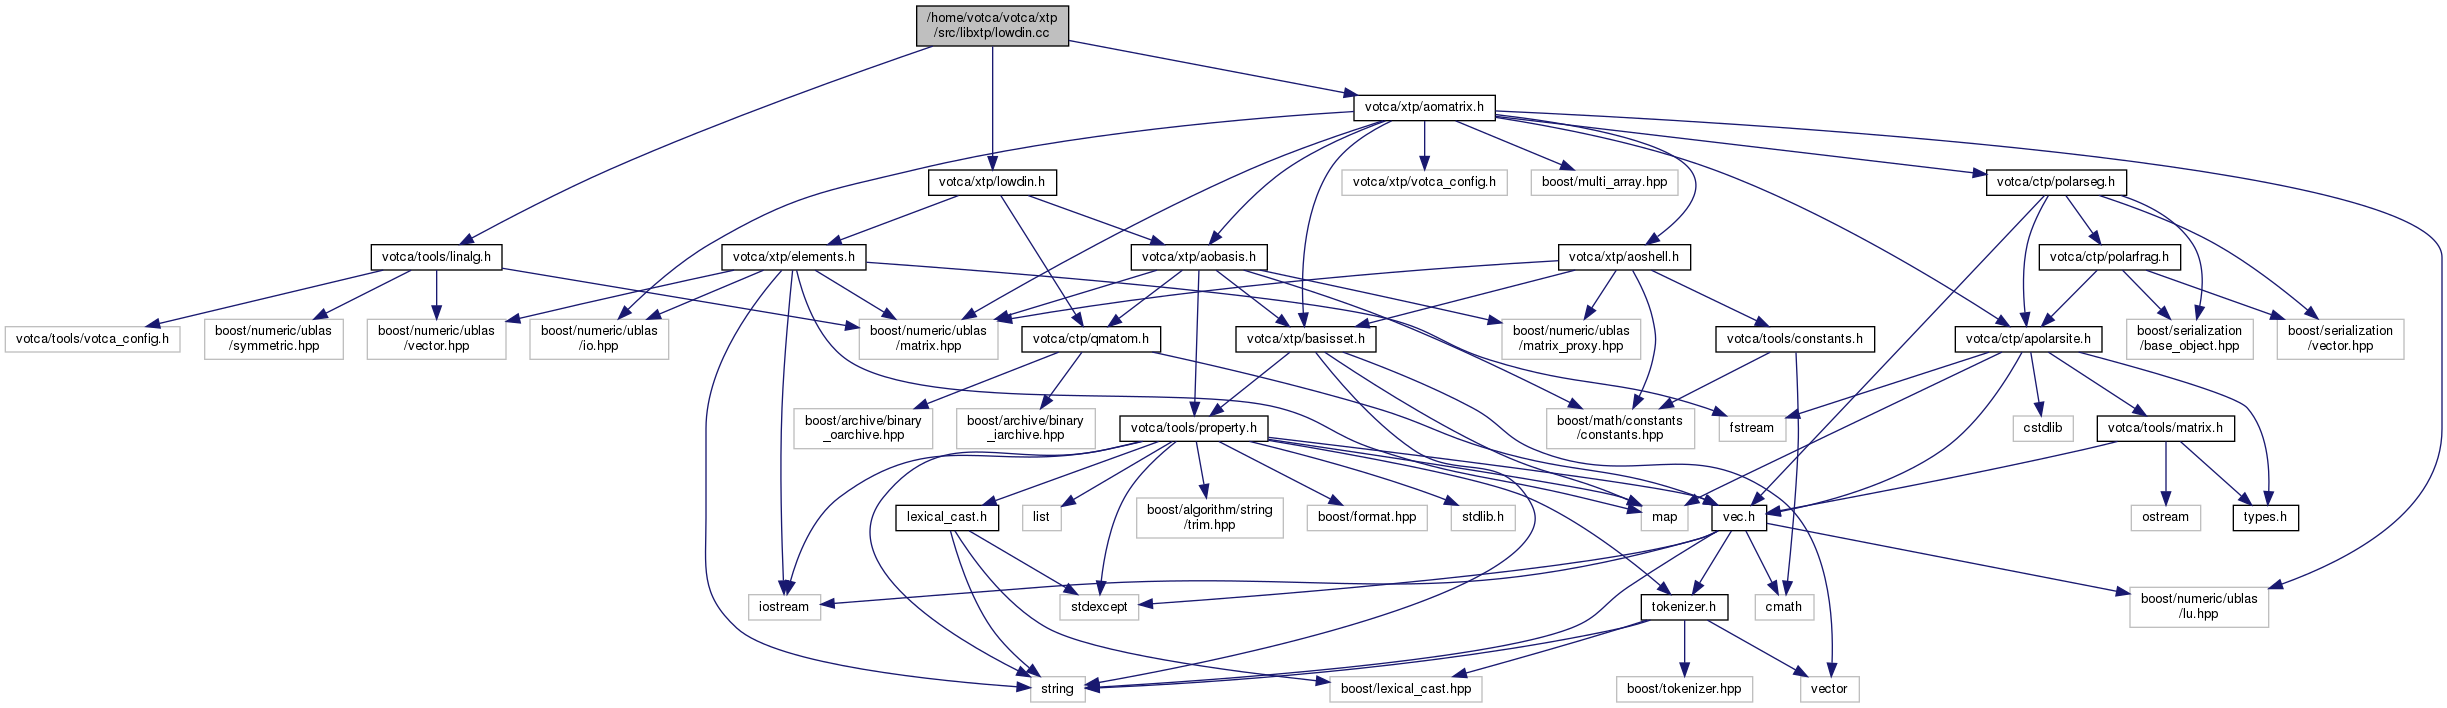 /home/votca/votca/xtp
/src/libxtp/lowdin.cc
votca/xtp/aomatrix.h
votca/xtp/lowdin.h
votca/xtp/votca_config.h
boost/multi_array.hpp
votca/ctp/polarseg.h
votca/tools/linalg.h
votca/xtp/elements.h
votca/xtp/aobasis.h
votca/xtp/aoshell.h
votca/ctp/polarfrag.h
votca/tools/votca_config.h
boost/numeric/ublas
/symmetric.hpp
boost/numeric/ublas
/vector.hpp
boost/numeric/ublas
/io.hpp
boost/numeric/ublas
/matrix.hpp
votca/ctp/qmatom.h
votca/xtp/basisset.h
boost/numeric/ublas
/matrix_proxy.hpp
votca/tools/constants.h
votca/ctp/apolarsite.h
boost/serialization
/base_object.hpp
boost/serialization
/vector.hpp
boost/archive/binary
_oarchive.hpp
boost/archive/binary
_iarchive.hpp
votca/tools/property.h
boost/math/constants
/constants.hpp
fstream
cstdlib
votca/tools/matrix.h
lexical_cast.h
list
boost/algorithm/string
/trim.hpp
boost/format.hpp
stdlib.h
map
vec.h
ostream
types.h
iostream
stdexcept
tokenizer.h
cmath
boost/numeric/ublas
/lu.hpp
string
boost/lexical_cast.hpp
boost/tokenizer.hpp
vector